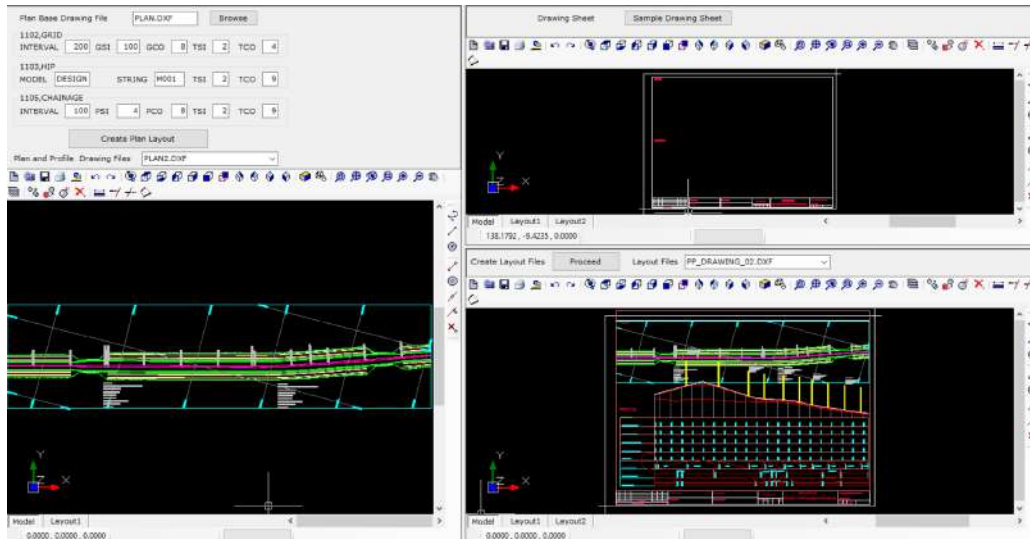 Plan Base Drawing File PLAN.DXF Browse
1102,GRID
INTERVAL 200 GSI 100 GCO 8 TSI 2 TCO 4
1103,HIP
MODEL DESIGN STRING M001 TSI 2 TCO 9
1105,CHAINAGE
INTERVAL 100 PSI 4 PCO 8 TSI 2 TCO 9
Create Plan Layout
Plan and Profile Drawing Files PLAN2.DXF
Y
Z X
Model Layout1
0.0000 , 0.0000 , 0.0000
Drawing Sheet Sample Drawing Sheet
Y
Z X
Model Layout1 Layout2
138.1792 , -9.4235 , 0.0000
Create Layout Files Proceed Layout Files PP_DRAWING_02.DXF
Y
Z X
Model Layout1 Layout2
0.0000 , 0.0000 , 0.0000